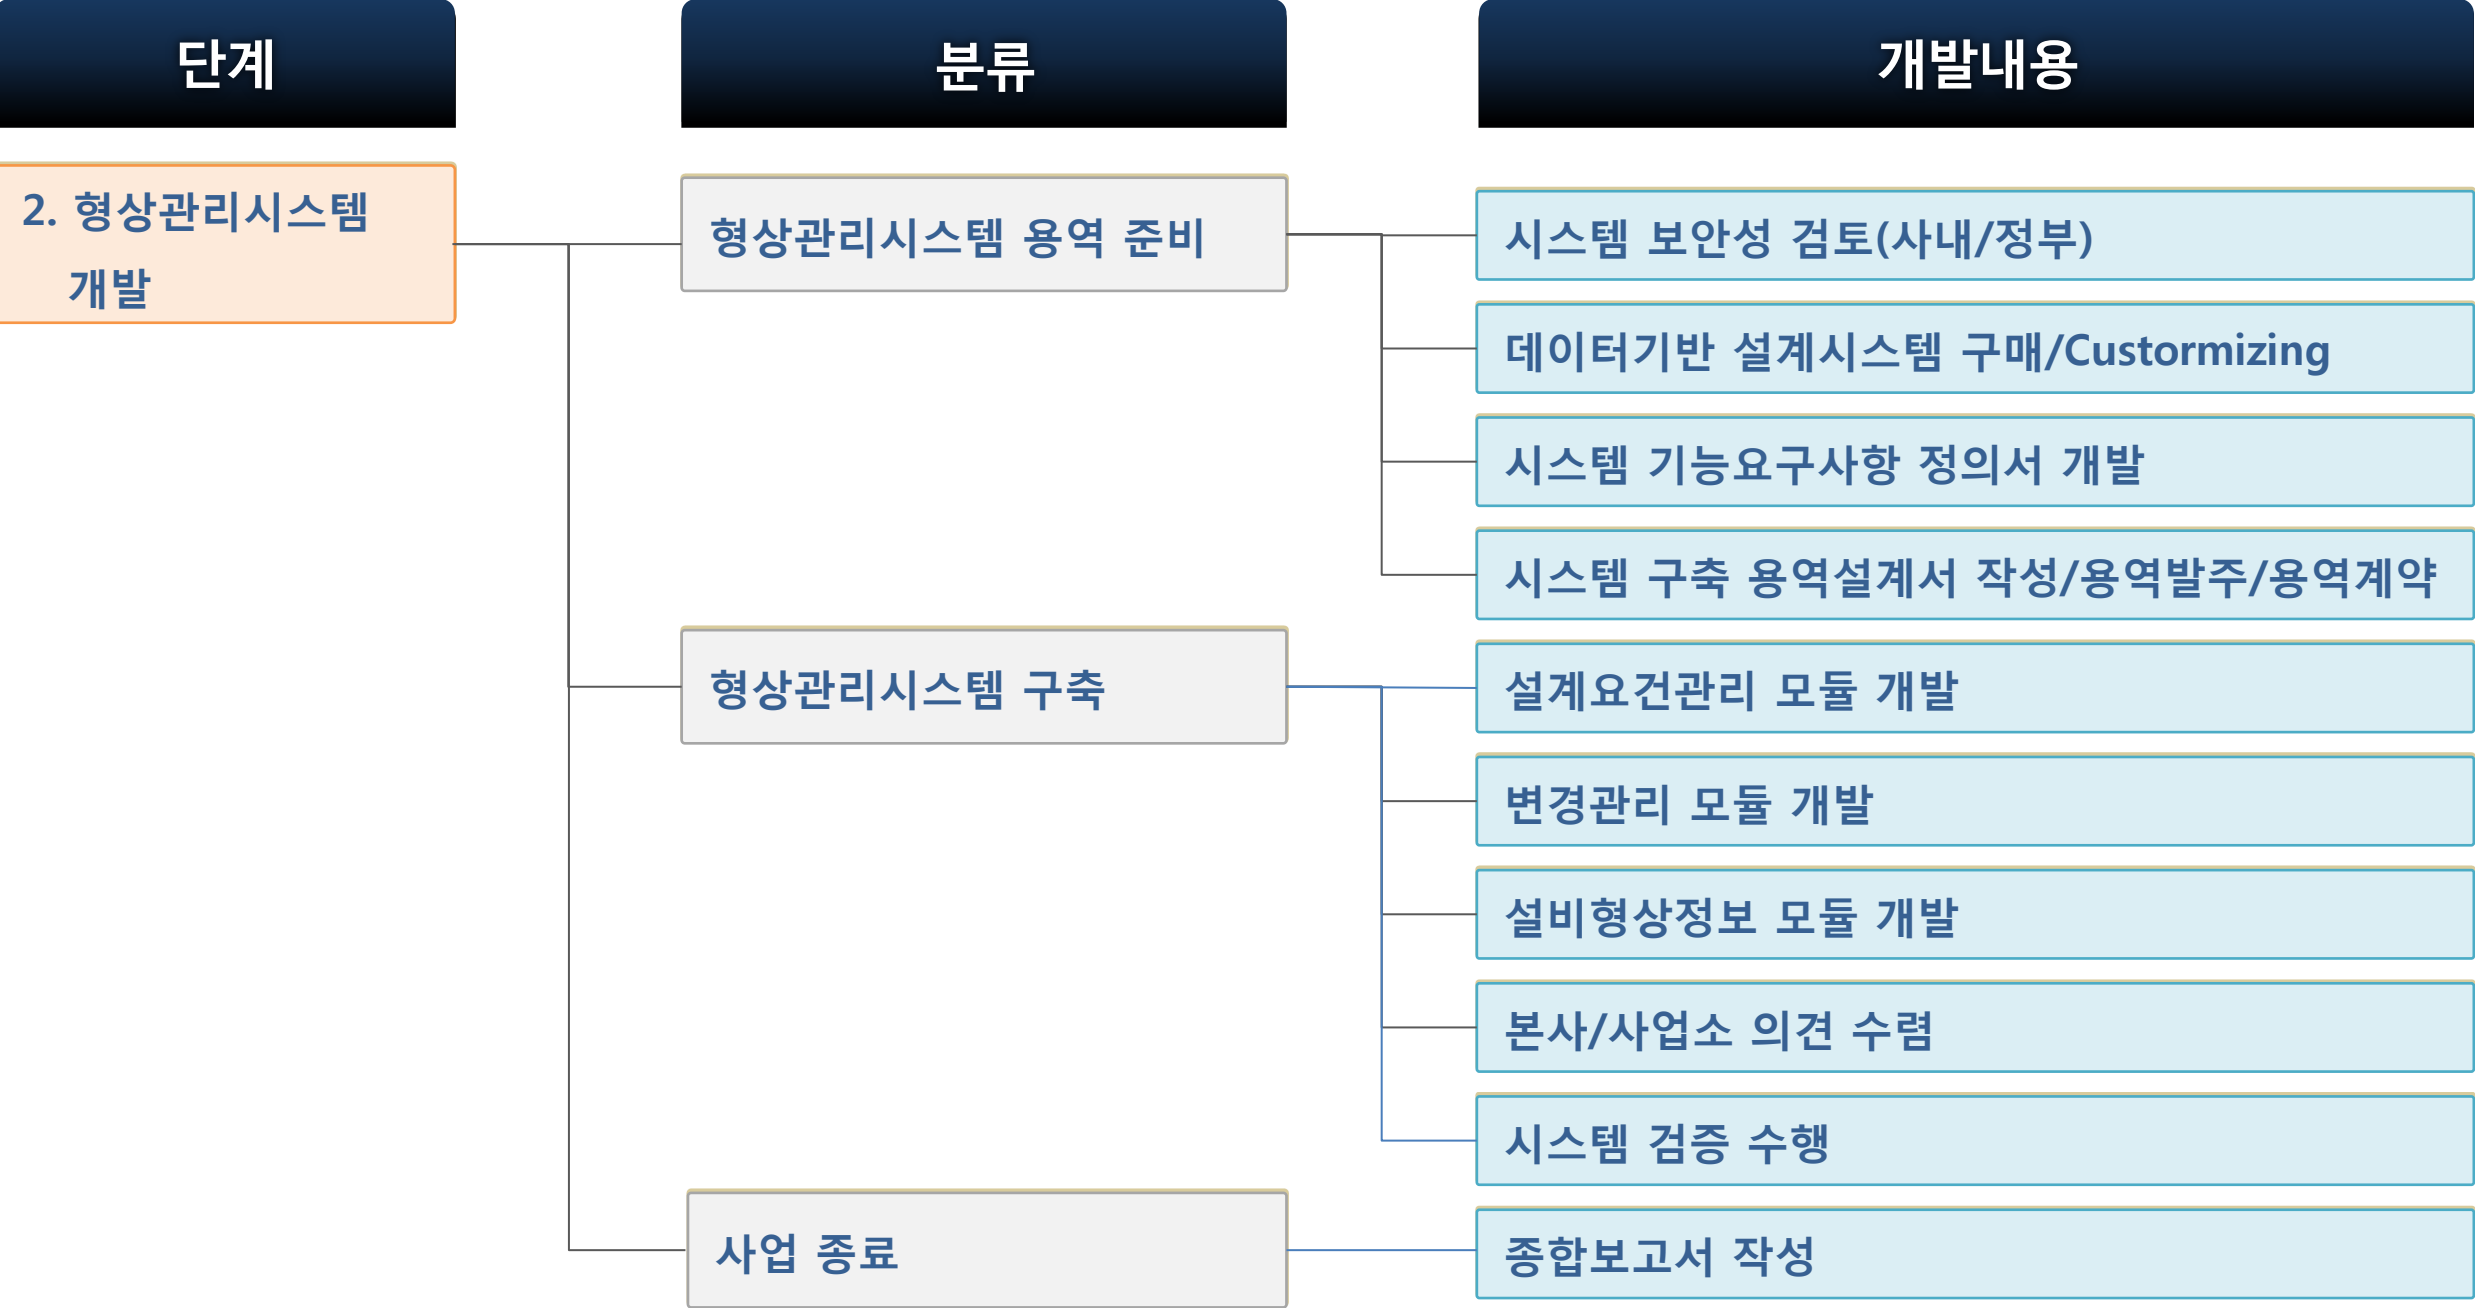 단계
분류
개발내용
2. 형상관리시스템
개발
형상관리시스템 용역 준비
시스템 보안성 검토(사내/정부)
데이터기반 설계시스템 구매/Custormizing
시스템 기능요구사항 정의서 개발
시스템 구축 용역설계서 작성/용역발주/용역계약
형상관리시스템 구축
설계요건관리 모듈 개발
변경관리 모듈 개발
설비형상정보 모듈 개발
본사/사업소 의견 수렴
시스템 검증 수행
사업 종료
종합보고서 작성